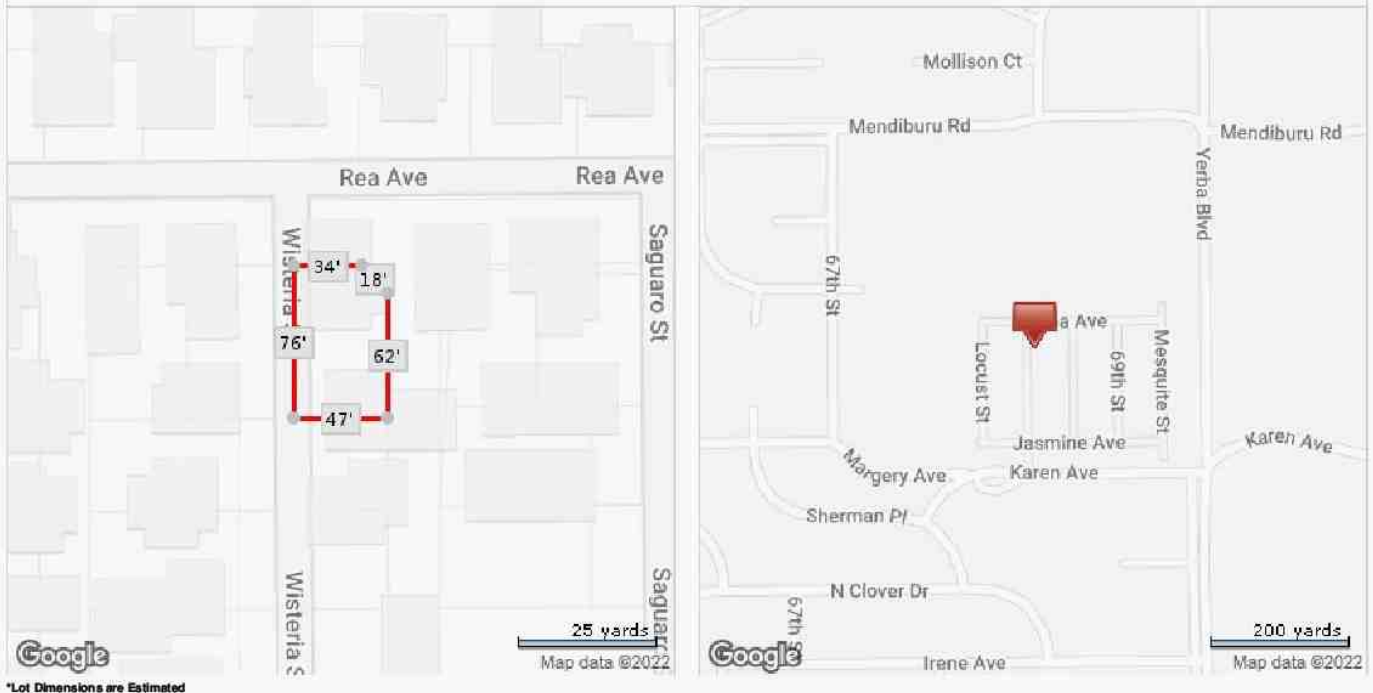 Rea Ave
Rea Ave
Wisteria
Saguaro St
34'
18'
76'
62'
47'
Wisteria S
Saguaro
25 yards
Google
Map data ©2022
Mollison Ct
Mendiburu Rd
Mendiburu Rd
Yerba Blvd
67th St
a Ave
Locust St
69th St
Mesquite St
Jasmine Ave
Karen Ave
Margery Ave
Karen Ave
Sherman Pl
N Clover Dr
67th St
200 yards
Google
Irene Ave
Map data ©2022
*Lot Dimensions are Estimated